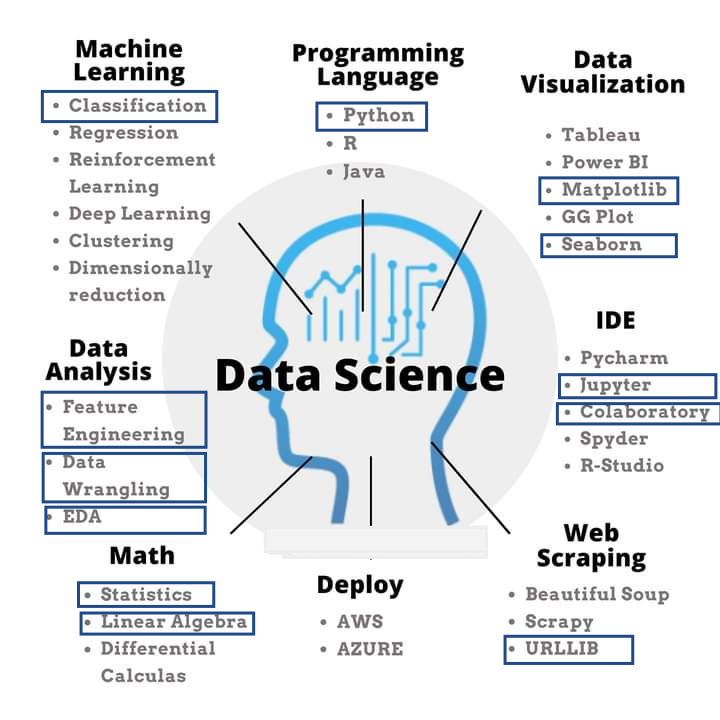 Machine
Learning
• Classification
• Regression
• Reinforcement
Learning
• Deep Learning
• Clustering
• Dimensionally
reduction
Programming
Language
• Python
• R
• Java
Data
Visualization
• Tableau
• Power BI
• Matplotlib
• GG Plot
• Seaborn
Data Science
IDE
• Pycharm
• Jupyter
• Colaboratory
• Spyder
• R-Studio
Data
Analysis
• Feature
Engineering
• Data
Wrangling
• EDA
Math
• Statistics
• Linear Algebra
• Differential
Calculas
Deploy
• AWS
• AZURE
Web
Scraping
• Beautiful Soup
• Scrapy
• URLLIB